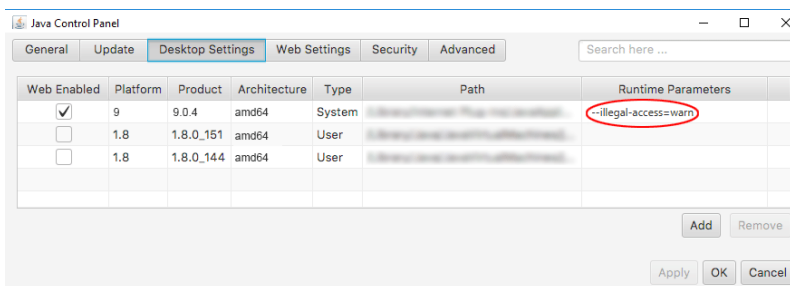 Java Control Panel
General Update Desktop Settings Web Settings Security Advanced Search here ...
Web Enabled Platform Product Architecture Type Path Runtime Parameters
9 9.0.4 amd64 System --illegal-access=warn
1.8 1.8.0_151 amd64 User
1.8 1.8.0_144 amd64 User
Add Remove
Apply OK Cancel